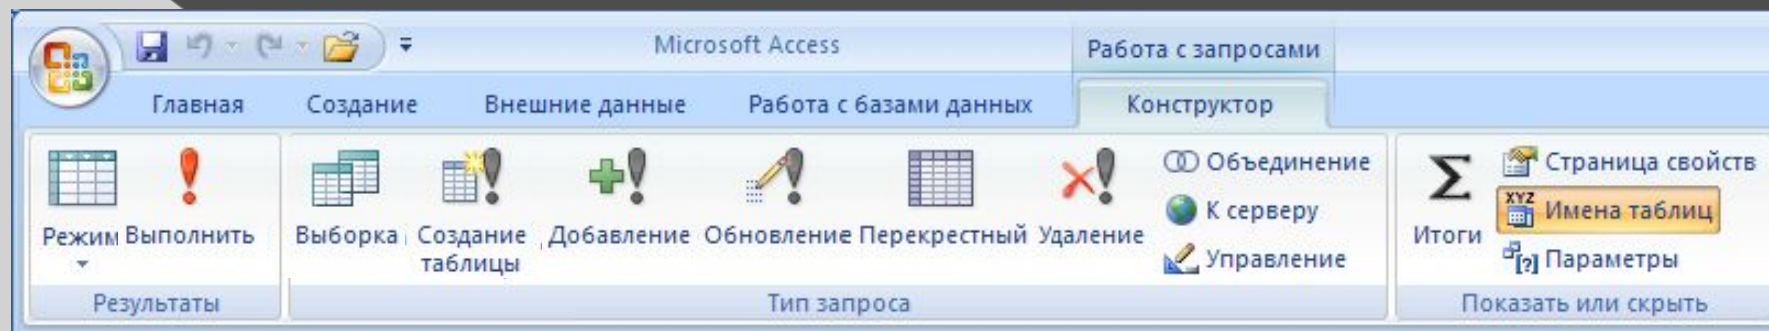 Microsoft Access
Работа с запросами
Главная Создание Внешние данные Работа с базами данных Конструктор
Режим Выполнить
Результаты
Выборка Создание таблицы Добавление Обновление Перекрестный Удаление
Объединение
К серверу
Управление
Тип запроса
Итоги
Страница свойств
XYZ Имена таблиц
[?] Параметры
Показать или скрыть